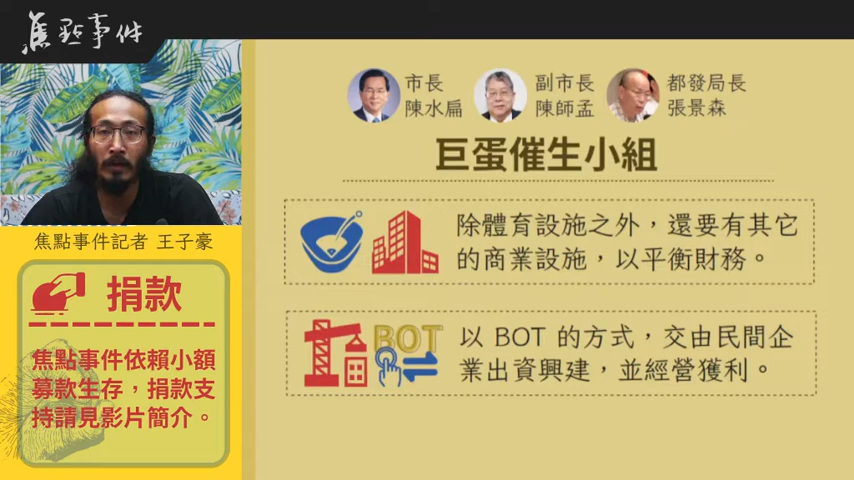 焦點事件
市長
陳水扁
副市長
陳師孟
都發局長
張景森
巨蛋催生小組
除體育設施之外，還要有其它
的商業設施，以平衡財務。
BOT
以 BOT 的方式，交由民間企
業出資興建，並經營獲利。
焦點事件記者 王子豪
捐款
焦點事件依賴小額
募款生存，捐款支
持請見影片簡介。